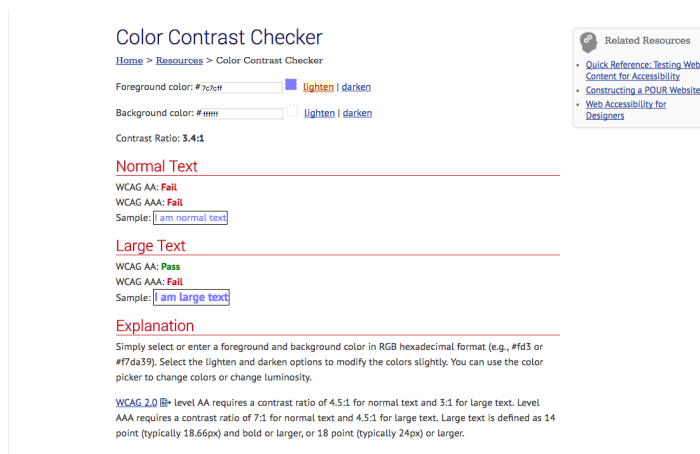 Color Contrast Checker
Home > Resources > Color Contrast Checker
Foreground color: # 7c7cff lighten | darken
Background color: # ffffff lighten | darken
Contrast Ratio: 3.4:1
Normal Text
WCAG AA: Fail
WCAG AAA: Fail
Sample: I am normal text
Large Text
WCAG AA: Pass
WCAG AAA: Fail
Sample: I am large text
Explanation
Simply select or enter a foreground and background color in RGB hexadecimal format (e.g., #fd3 or
#f7da39). Select the lighten and darken options to modify the colors slightly. You can use the color
picker to change colors or change luminosity.
WCAG 2.0 level AA requires a contrast ratio of 4.5:1 for normal text and 3:1 for large text. Level
AAA requires a contrast ratio of 7:1 for normal text and 4.5:1 for large text. Large text is defined as 14
point (typically 18.66px) and bold or larger, or 18 point (typically 24px) or larger.
Related Resources
• Quick Reference: Testing Web
Content for Accessibility
• Constructing a POUR Website
• Web Accessibility for
Designers